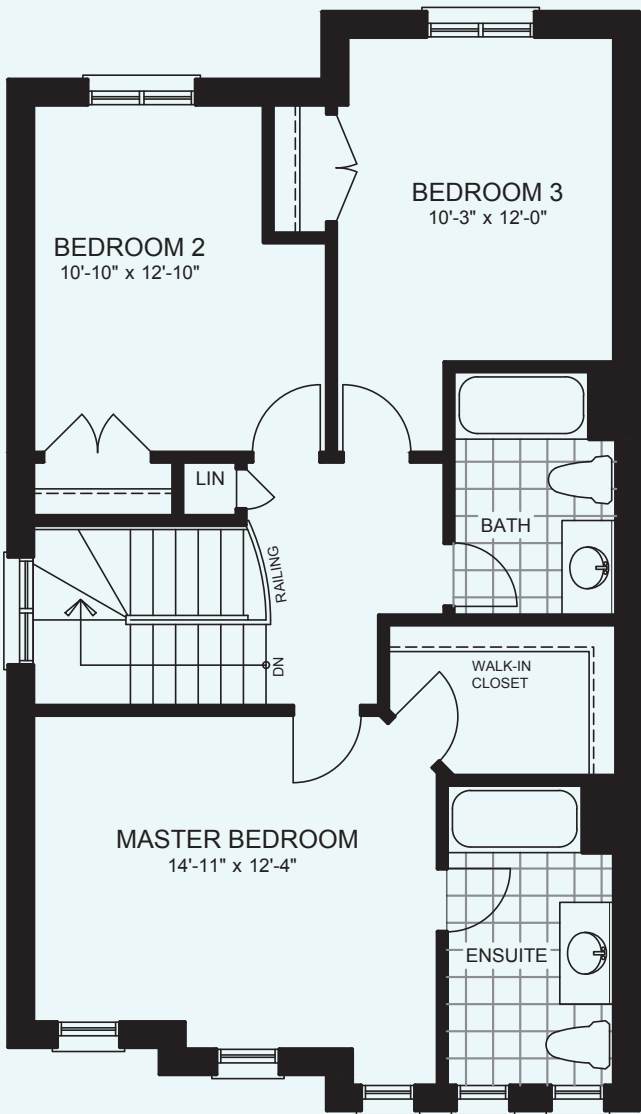 BEDROOM 3
10'-3" x 12'-0"
BEDROOM 2
10'-10" x 12'-10"
LIN
BATH
RAILING
DN
WALK-IN
CLOSET
MASTER BEDROOM
14'-11" x 12'-4"
ENSUITE